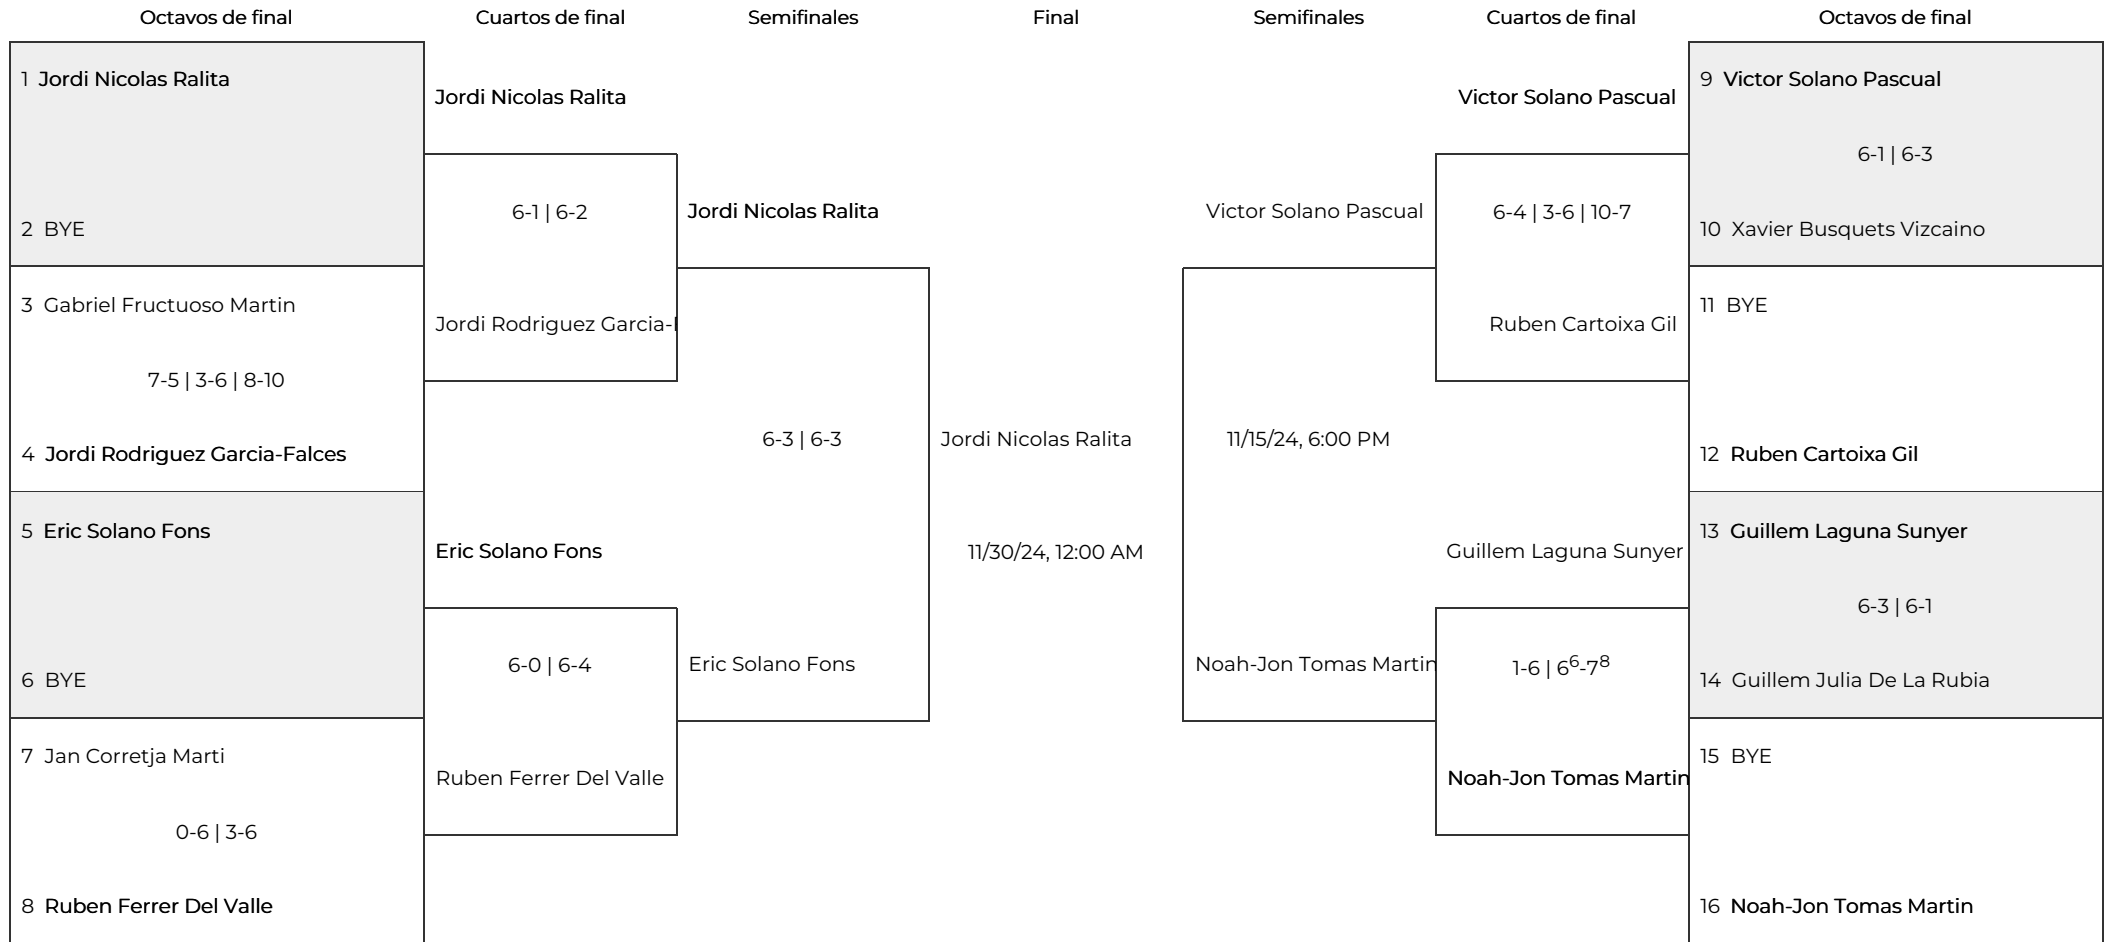 Octavos de final
Cuartos de final
Semifinales
Final
Semifinales
Cuartos de final
Octavos de final
1 Jordi Nicolas Ralita
2 BYE
3 Gabriel Fructuoso Martin
7-5 | 3-6 | 8-10
4 Jordi Rodriguez Garcia-Falces
5 Eric Solano Fons
6 BYE
7 Jan Corretja Marti
0-6 | 3-6
8 Ruben Ferrer Del Valle
Jordi Nicolas Ralita
6-1 | 6-2
Jordi Rodriguez Garcia-
Eric Solano Fons
6-0 | 6-4
Ruben Ferrer Del Valle
Jordi Nicolas Ralita
6-3 | 6-3
Eric Solano Fons
Jordi Nicolas Ralita
11/30/24, 12:00 AM
Victor Solano Pascual
11/15/24, 6:00 PM
Noah-Jon Tomas Martin
Victor Solano Pascual
6-4 | 3-6 | 10-7
Ruben Cartoixa Gil
Guillem Laguna Sunyer
1-6 | 6⁶-7⁸
Noah-Jon Tomas Martin
9 Victor Solano Pascual
6-1 | 6-3
10 Xavier Busquets Vizcaino
11 BYE
12 Ruben Cartoixa Gil
13 Guillem Laguna Sunyer
6-3 | 6-1
14 Guillem Julia De La Rubia
15 BYE
16 Noah-Jon Tomas Martin